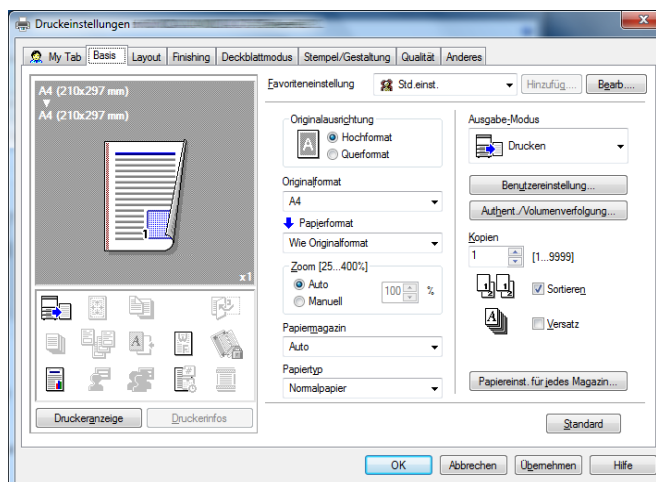 Druckeinstellungen
My Tab Basis Layout Finishing Deckblattmodus Stempel/Gestaltung Qualität Anderes
A4 (210x297 mm)
A4 (210x297 mm)
1
x1
Druckeranzeige Druckerinfos
Favoriteneinstellung Std.einst. Hinzufüg.... Bearb....
Originalausrichtung
A
Hochformat
Querformat
Originalformat
A4
Papierformat
Wie Originalformat
Zoom [25...400%]
Auto
Manuell
100 %
Papiermagazin
Auto
Papiertyp
Normalpapier
Ausgabe-Modus
Drucken
Benutzereinstellung...
Authent./Volumenverfolgung...
Kopien
1 [1...9999]
Sortieren
Versatz
Papiereinst. für jedes Magazin...
Standard
OK Abbrechen Übernehmen Hilfe